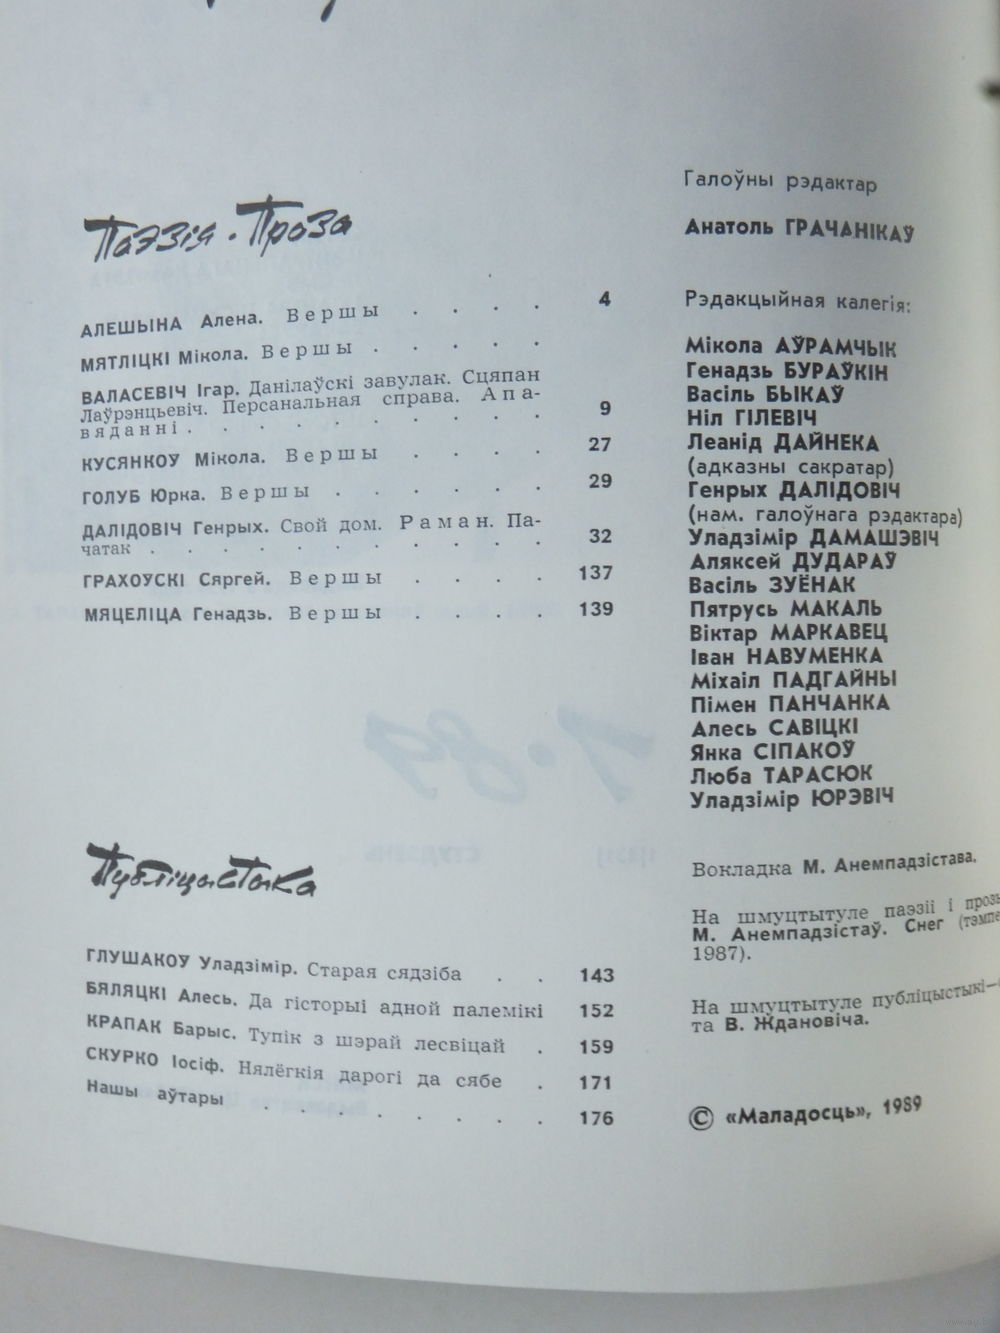 Паэзія · Проза
АЛЕШЫНА Алена. Вершы . . . . 4
МЯТЛІЦКІ Мікола. Вершы . . . . .
ВАЛАСЕВІЧ Ігар. Данілаўскі завулак. Сцяпан
Лаўрэнцьевіч. Персанальная справа. Апа-
вяданні . . . . . . . . . 9
КУСЯНКОЎ Мікола. Вершы . . . . 27
ГОЛУБ Юрка. Вершы . . . . . . 29
ДАЛІДОВІЧ Генрых. Свой дом. Раман. Па-
чатак . . . . . . . . . . 32
ГРАХОЎСКІ Сяргей. Вершы . . . . 137
МЯЦЕЛІЦА Генадзь. Вершы . . . . 139
Публіцыстыка
ГЛУШАКОЎ Уладзімір. Старая сядзіба . . 143
БЯЛЯЦКІ Алесь. Да гісторыі адной палемікі 152
КРАПАК Барыс. Тупік з шэрай лесвіцай . 159
СКУРКО Іосіф. Нялёгкія дарогі да сябе . 171
Нашы аўтары . . . . . . . 176
Галоўны рэдактар
Анатоль ГРАЧАНІКАЎ
Рэдакцыйная калегія:
Мікола АЎРАМЧЫК
Генадзь БУРАЎКІН
Васіль БЫКАЎ
Ніл ГІЛЕВІЧ
Леанід ДАЙНЕКА
(адказны сакратар)
Генрых ДАЛІДОВІЧ
(нам. галоўнага рэдактара)
Уладзімір ДАМАШЭВІЧ
Аляксей ДУДАРАЎ
Васіль ЗУЁНАК
Пятрусь МАКАЛЬ
Віктар МАРКАВЕЦ
Іван НАВУМЕНКА
Міхаіл ПАДГАЙНЫ
Пімен ПАНЧАНКА
Алесь САВІЦКІ
Янка СІПАКОЎ
Люба ТАРАСЮК
Уладзімір ЮРЭВІЧ
Вокладка М. Анемпадзістава.
На шмуцтытуле паэзіі і
М. Анемпадзістаў. Снег
1987).
На шмуцтытуле публіцыстыкі—
та В. Ждановіча.
© «Маладосць», 1989